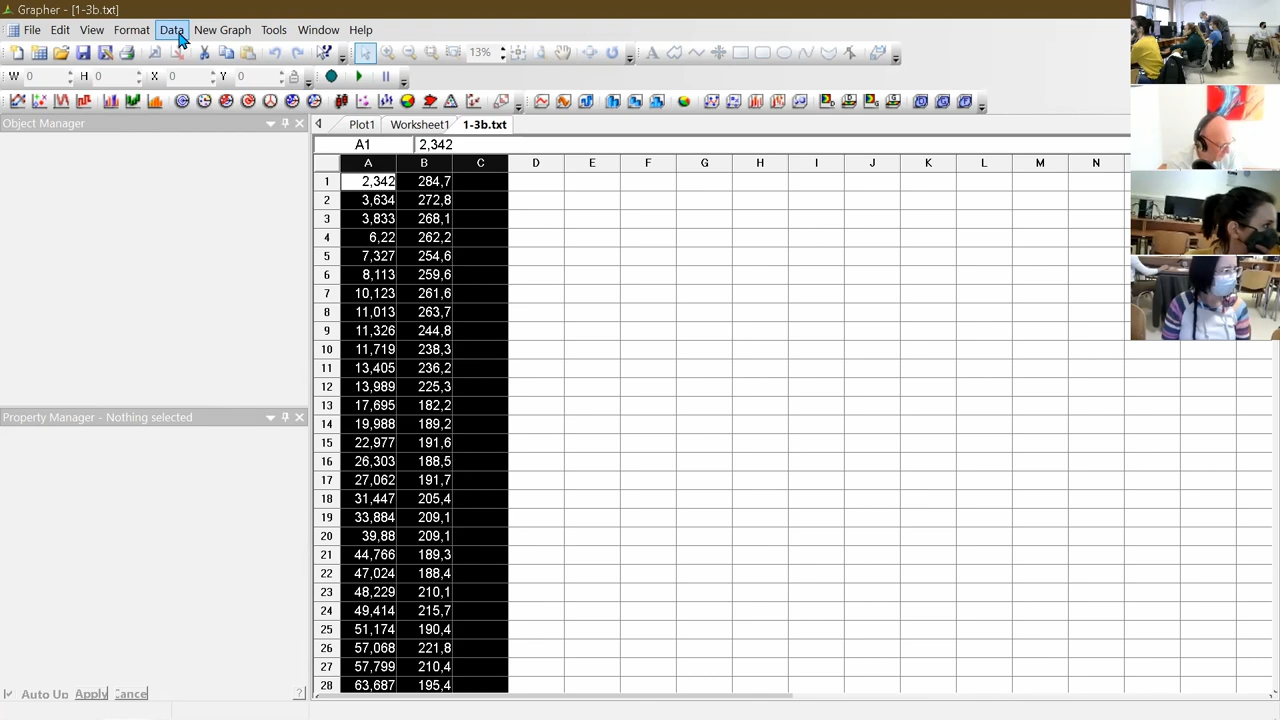 Grapher - [1-3b.txt]
File Edit View Format Data New Graph Tools Window Help
13%
W 0 H 0 X 0 Y 0
Object Manager
Plot1 Worksheet1 1-3b.txt
A1 2,342
A B C D E F G H I J K L M N
1 2,342 284,7
2 3,634 272,8
3 3,833 268,1
4 6,22 262,2
5 7,327 254,6
6 8,113 259,6
7 10,123 261,6
8 11,013 263,7
9 11,326 244,8
10 11,719 238,3
11 13,405 236,2
12 13,989 225,3
Property Manager - Nothing selected
13 17,695 182,2
14 19,988 189,2
15 22,977 191,6
16 26,303 188,5
17 27,062 191,7
18 31,447 205,4
19 33,884 209,1
20 39,88 209,1
21 44,766 189,3
22 47,024 188,4
23 48,229 210,1
24 49,414 215,7
25 51,174 190,4
26 57,068 221,8
27 57,799 210,4
28 63,687 195,4
Auto Up Apply Cance